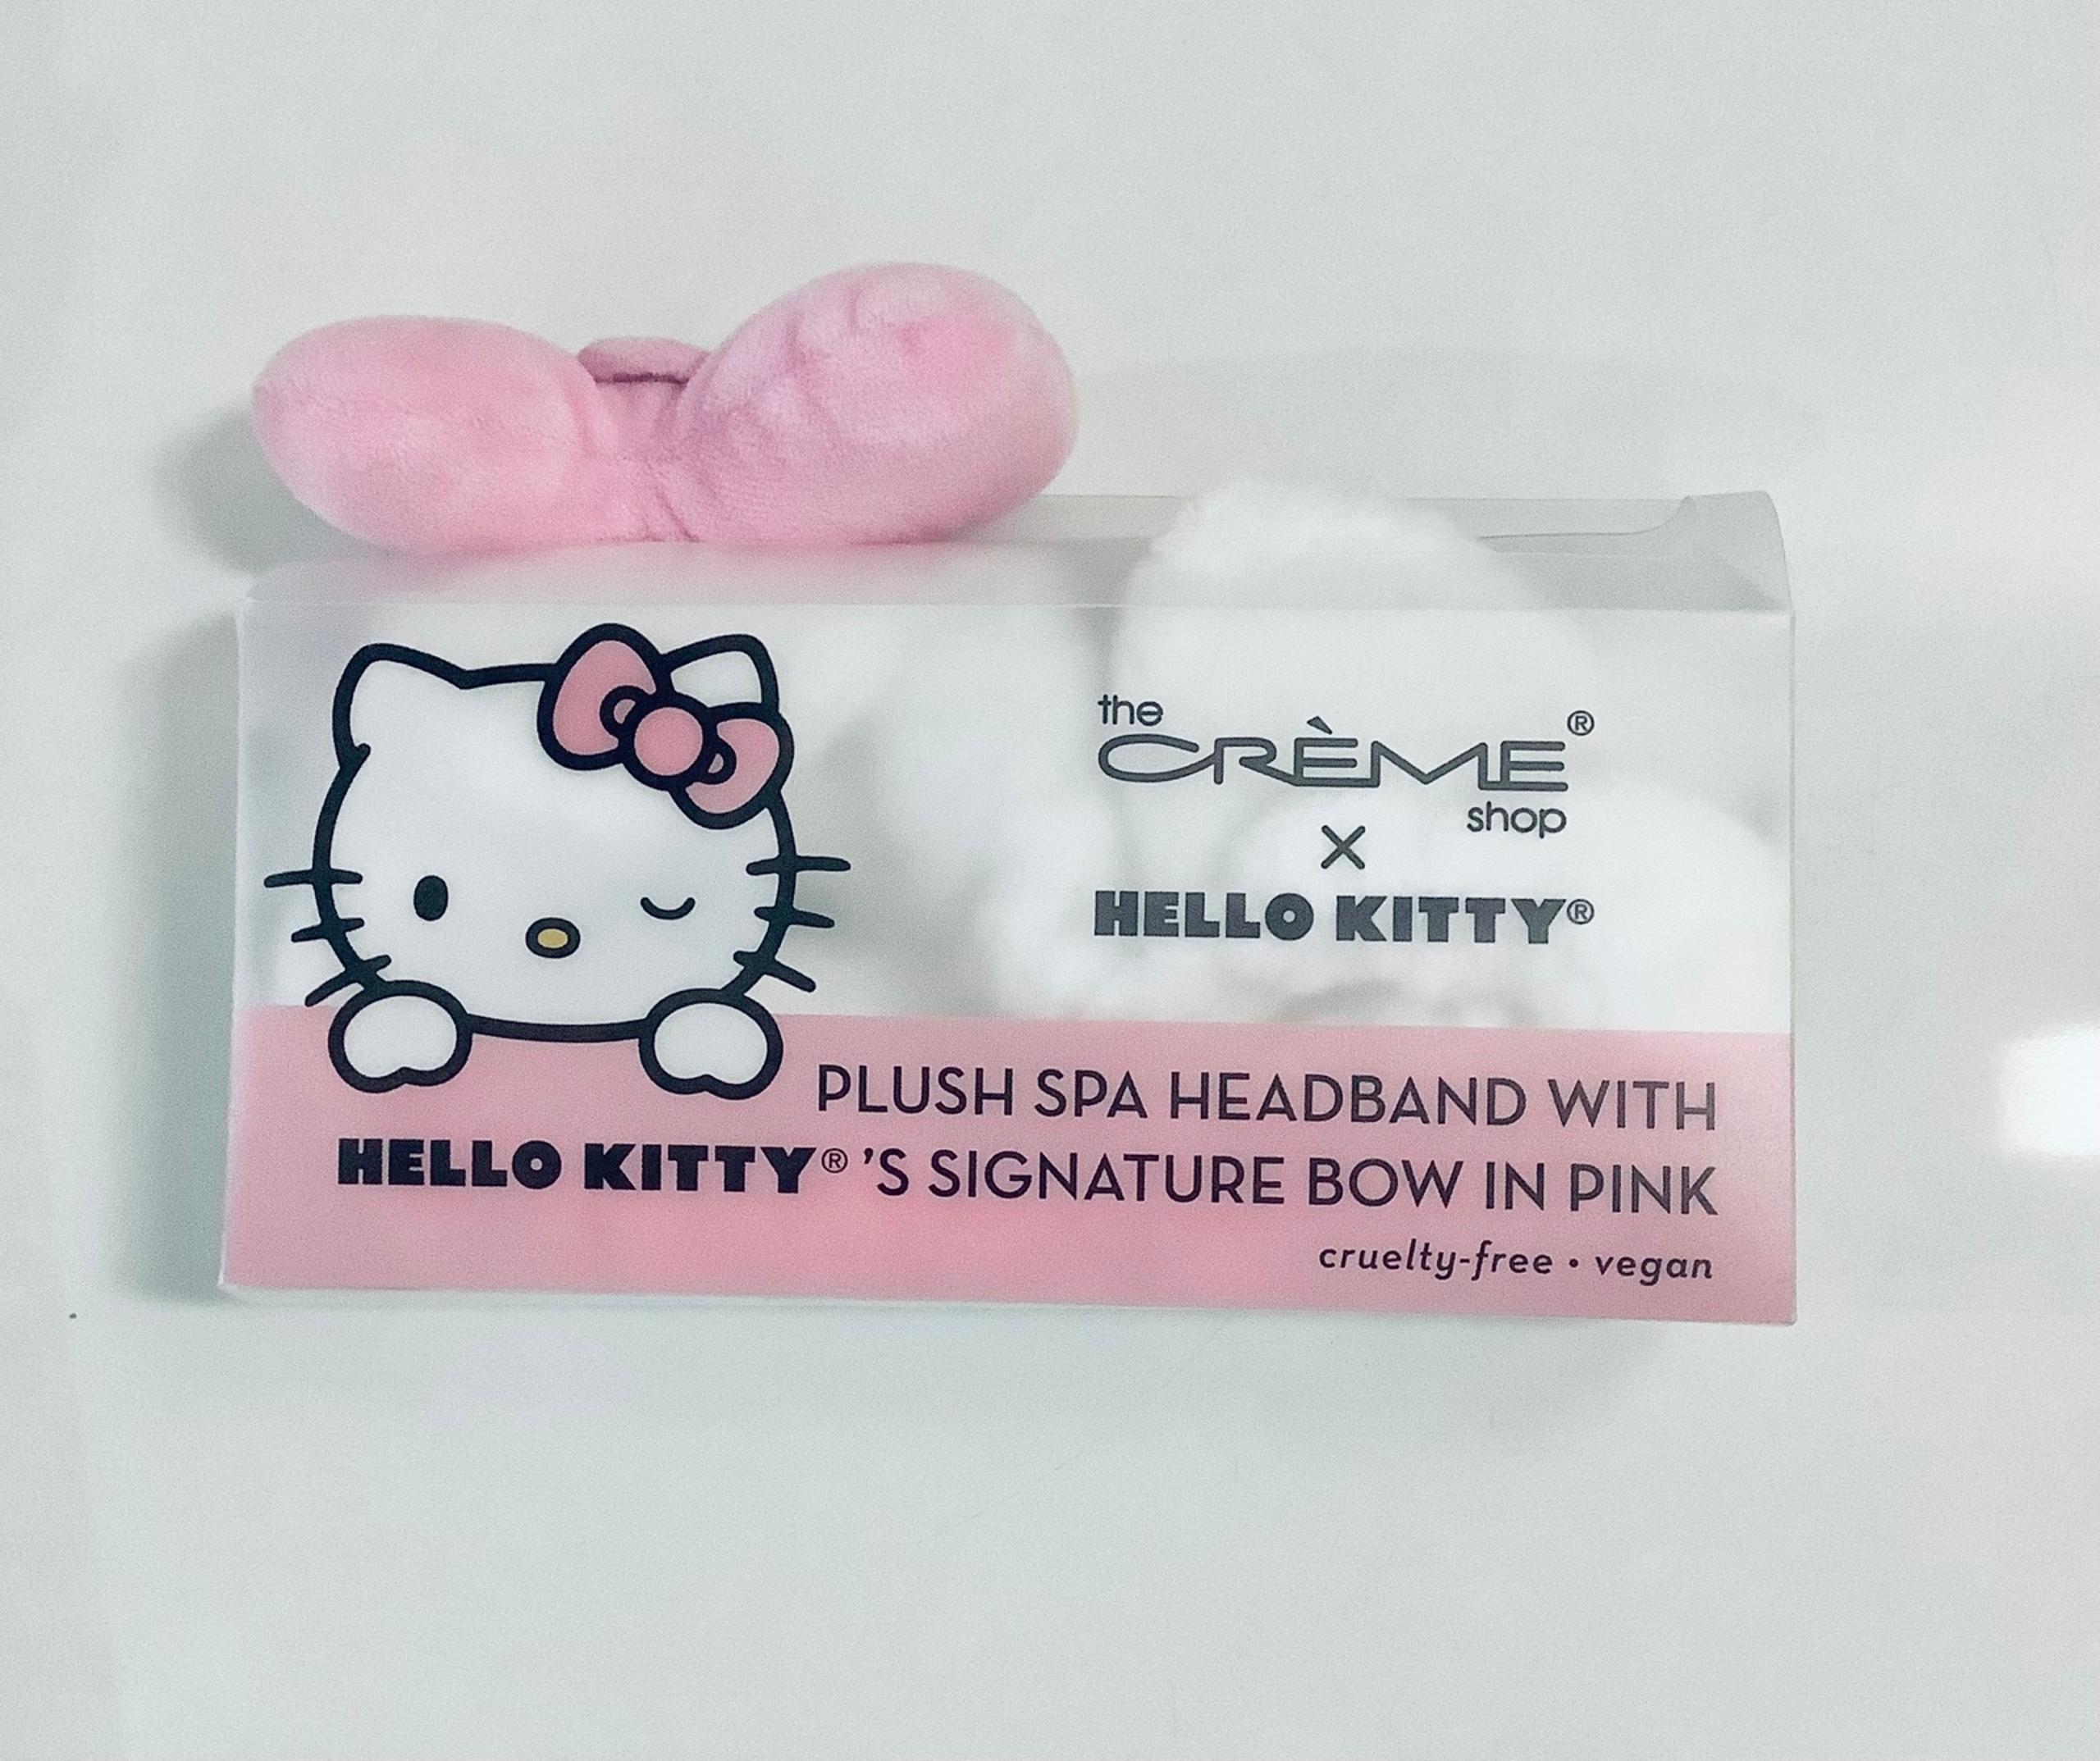 the
CRÈME®
shop
×
HELLO KITTY®
PLUSH SPA HEADBAND WITH
HELLO KITTY®'S SIGNATURE BOW IN PINK
cruelty-free • vegan